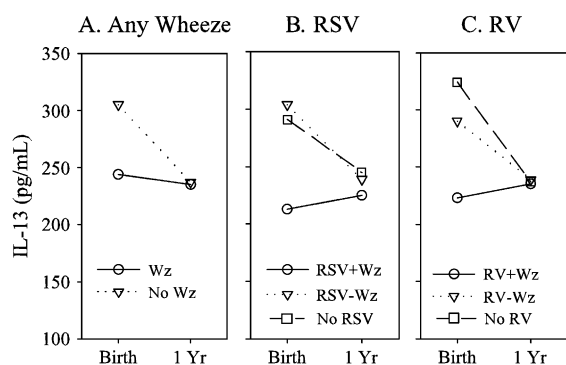 A. Any Wheeze
B. RSV
C. RV
IL-13 (pg/mL)
350
300
250
200
150
100
Wz
No Wz
RSV+Wz
RSV-Wz
No RSV
RV+Wz
RV-Wz
No RV
Birth
1 Yr
Birth
1 Yr
Birth
1 Yr